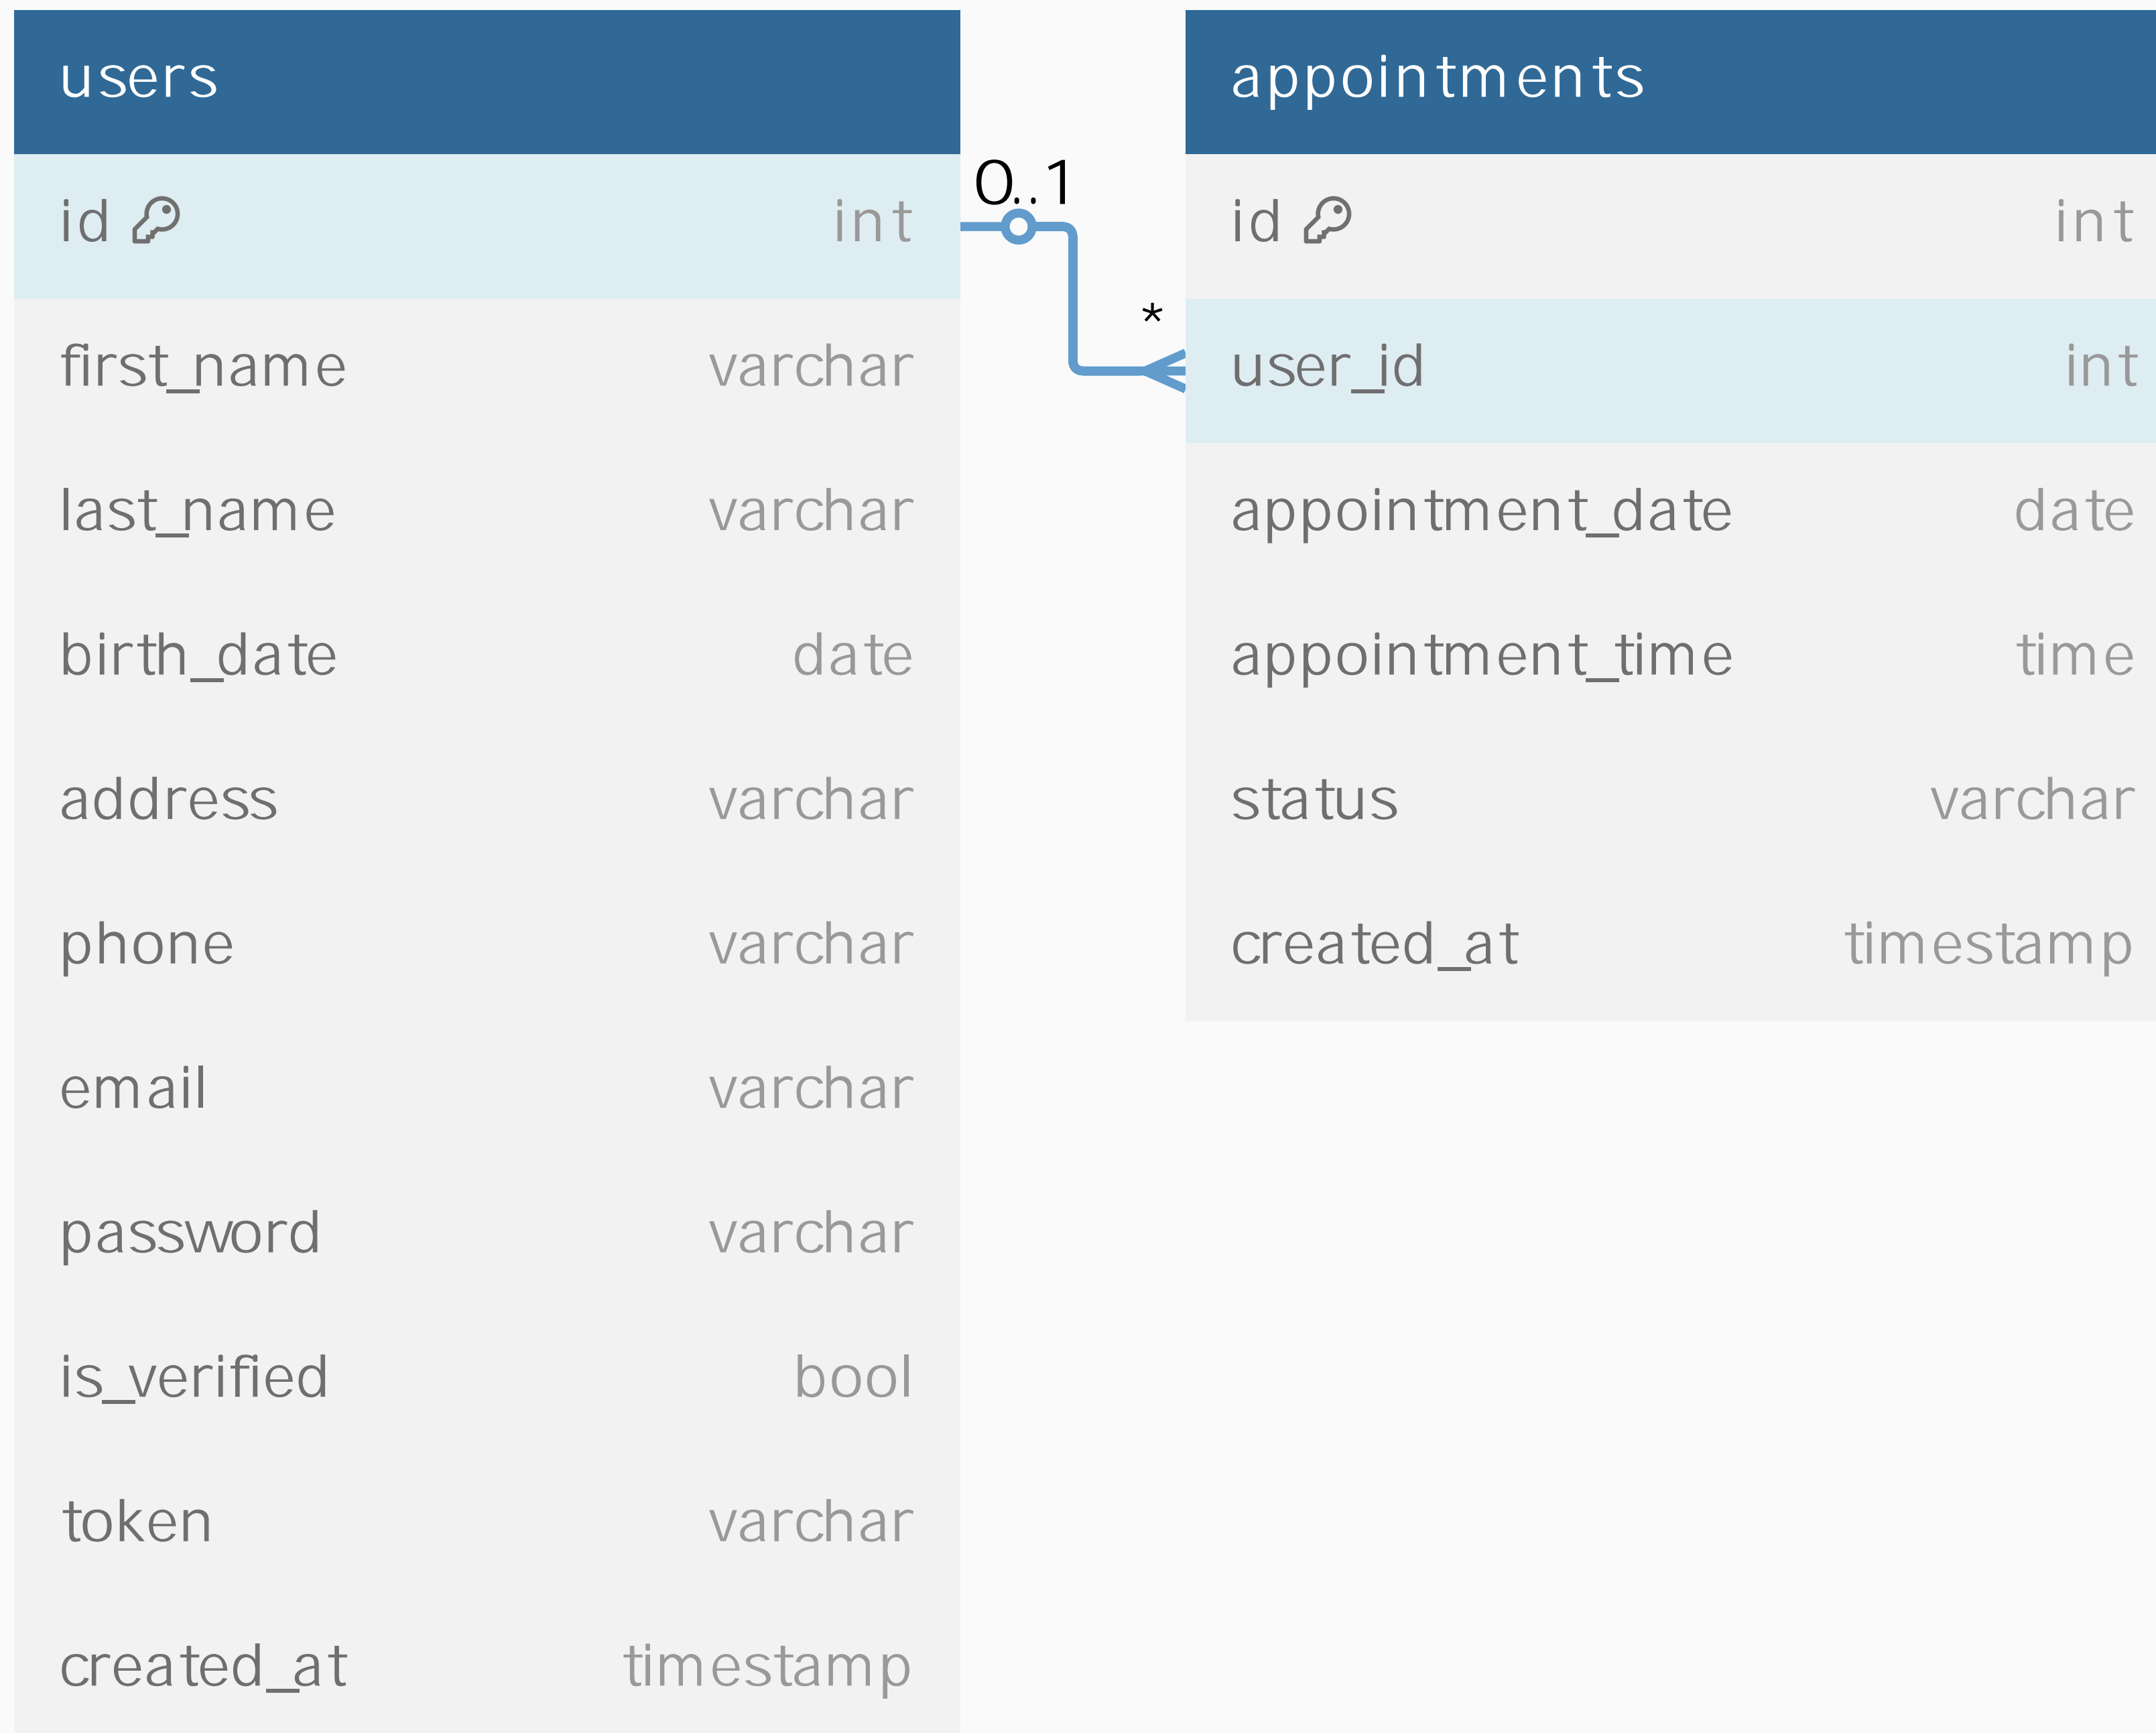 users
id int
first_name varchar
last_name varchar
birth_date date
address varchar
phone varchar
email varchar
password varchar
is_verified bool
token varchar
created_at timestamp
0..1
*
appointments
id int
user_id int
appointment_date date
appointment_time time
status varchar
created_at timestamp